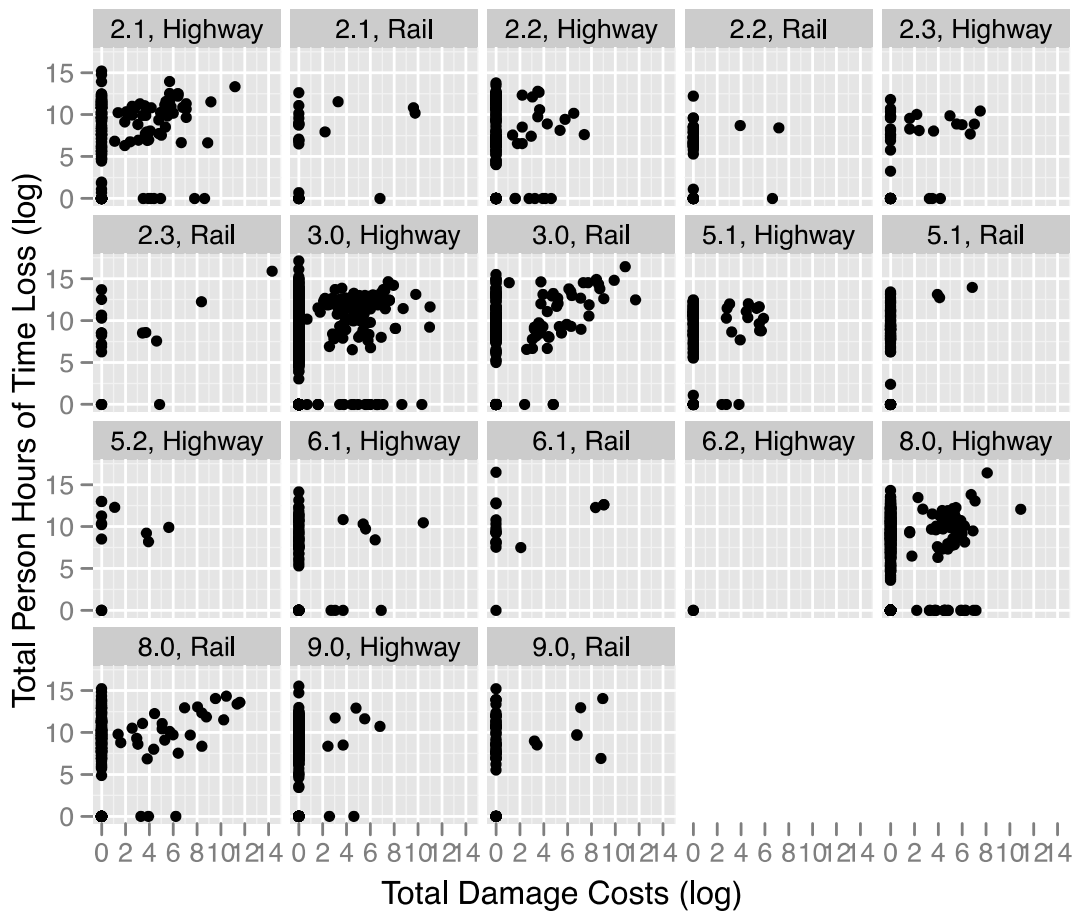 2.1, Highway 2.1, Rail 2.2, Highway 2.2, Rail 2.3, Highway
15
10
5
0
2.3, Rail 3.0, Highway 3.0, Rail 5.1, Highway 5.1, Rail
15
10
5
0
5.2, Highway 6.1, Highway 6.1, Rail 6.2, Highway 8.0, Highway
15
10
5
0
8.0, Rail 9.0, Highway 9.0, Rail
15
10
5
0
0 2 4 6 8 10 12 14 0 2 4 6 8 10 12 14 0 2 4 6 8 10 12 14 0 2 4 6 8 10 12 14 0 2 4 6 8 10 12 14
Total Person Hours of Time Loss (log)
Total Damage Costs (log)